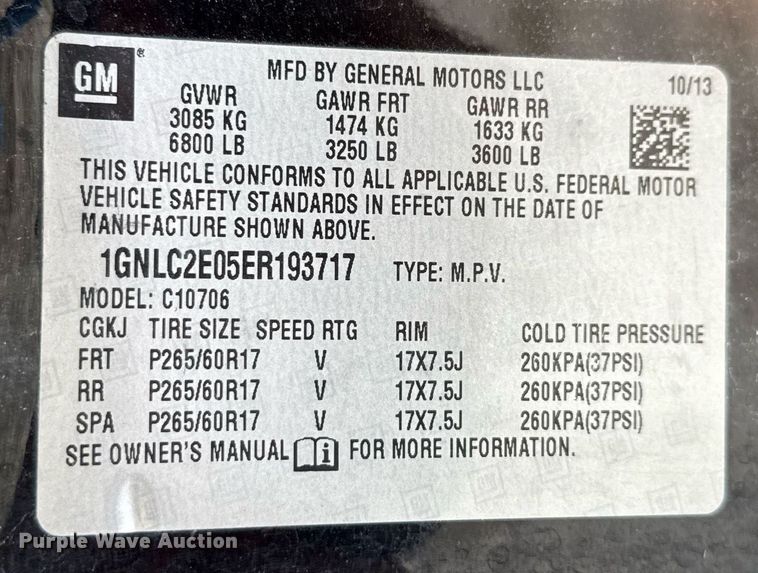 GM ®
MFD BY GENERAL MOTORS LLC 10/13
GVWR GAWR FRT GAWR RR
3085 KG 1474 KG 1633 KG
6800 LB 3250 LB 3600 LB
THIS VEHICLE CONFORMS TO ALL APPLICABLE U.S. FEDERAL MOTOR
VEHICLE SAFETY STANDARDS IN EFFECT ON THE DATE OF
MANUFACTURE SHOWN ABOVE.
1GNLC2E05ER193717 TYPE: M.P.V.
MODEL: C10706
CGKJ TIRE SIZE SPEED RTG RIM COLD TIRE PRESSURE
FRT P265/60R17 V 17X7.5J 260KPA(37PSI)
RR P265/60R17 V 17X7.5J 260KPA(37PSI)
SPA P265/60R17 V 17X7.5J 260KPA(37PSI)
SEE OWNER'S MANUAL i FOR MORE INFORMATION.
Purple Wave Auction